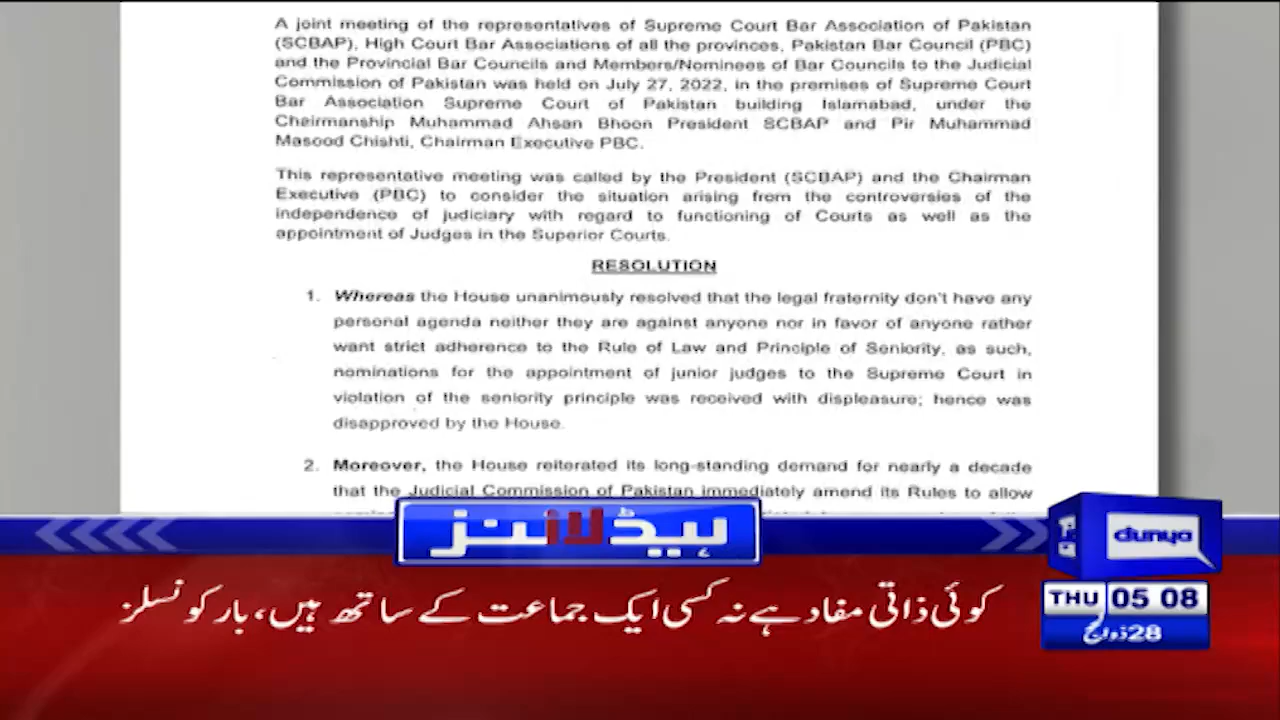 A joint meeting of the representatives of Supreme Court Bar Association of Pakistan
(SCBAP), High Court Bar Associations of all the provinces, Pakistan Bar Council (PBC)
and the Provincial Bar Councils and Members/Nominees of Bar Councils to the Judicial
Commission of Pakistan was held on July 27, 2022, in the premises of Supreme Court
Bar Association Supreme Court of Pakistan building Islamabad, under the
Chairmanship Muhammad Ahsan Bhoon President SCBAP and Pir Muhammad
Masood Chishti, Chairman Executive PBC.
This representative meeting was called by the President (SCBAP) and the Chairman
Executive (PBC) to consider the situation arising from the controversies of the
independence of judiciary with regard to functioning of Courts as well as the
appointment of Judges in the Superior Courts.
RESOLUTION
1. Whereas the House unanimously resolved that the legal fraternity don't have any
personal agenda neither they are against anyone nor in favor of anyone rather
want strict adherence to the Rule of Law and Principle of Seniority, as such,
nominations for the appointment of junior judges to the Supreme Court in
violation of the seniority principle was received with displeasure; hence was
disapproved by the House.
2. Moreover, the House reiterated its long-standing demand for nearly a decade
that the Judicial Commission of Pakistan immediately amend its Rules to allow
ہیڈلائنز
dunya
کوئی ذاتی مفاد ہے نہ کسی ایک جماعت کے ساتھ ہیں، بار کونسلز
THU 05 08
28 ذوالحج